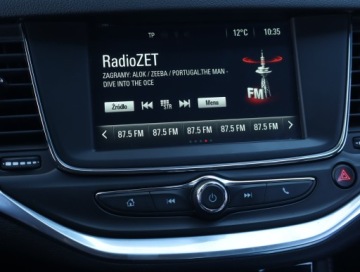 TP 12°C 10:35
RadioZET
ZAGRAMY: ALOK / ZEEBA / PORTUGAL.THE MAN -
DIVE INTO THE OCE
FM
Źródło Menu
87.5 FM 87.5 FM 87.5 FM 87.5 FM 87.5 FM